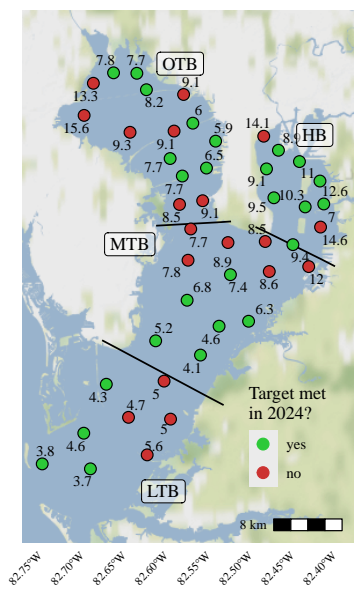 7.8
7.7
OTB
13.3
8.2
9.1
15.6
6
14.1
HB
9.3
9.1
5.9
8.9
7.7
6.5
11
9.1
7.7
12.6
10.3
9.5
8.5
9.1
7
MTB
7.7
8.5
14.6
9.4
7.8
8.9
12
7.4
8.6
6.8
6.3
5.2
4.6
4.1
4.3
5
Target met
in 2024?
4.7
5
yes
4.6
5.6
no
3.8
3.7
LTB
8 km
82.75°W
82.70°W
82.65°W
82.60°W
82.55°W
82.50°W
82.45°W
82.40°W